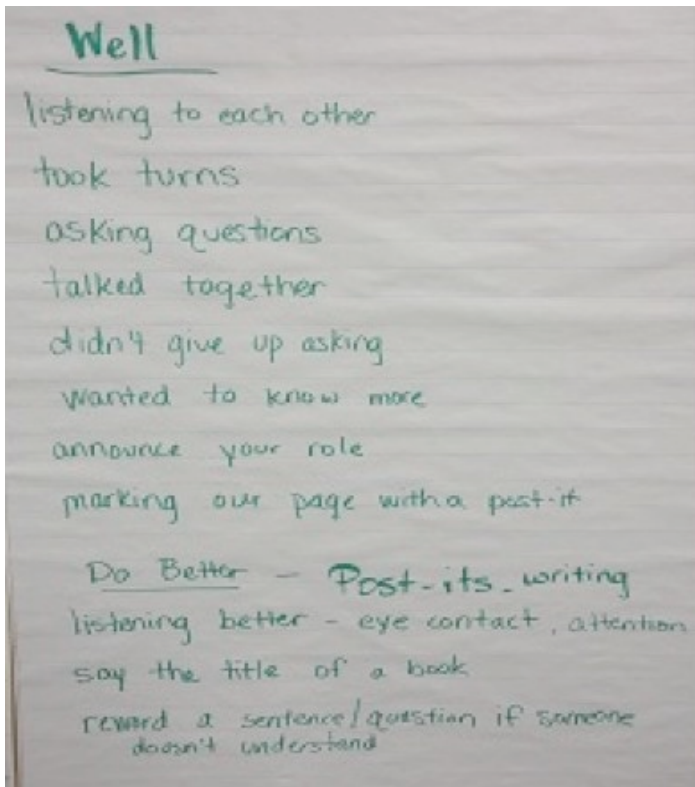 Well
listening to each other
took turns
asking questions
talked together
didn't give up asking
wanted to know more
announce your role
marking our page with a post-it
Do Better - Post-its - writing
listening better - eye contact, attention
say the title of a book
reword a sentence/question if someone
doesn't understand